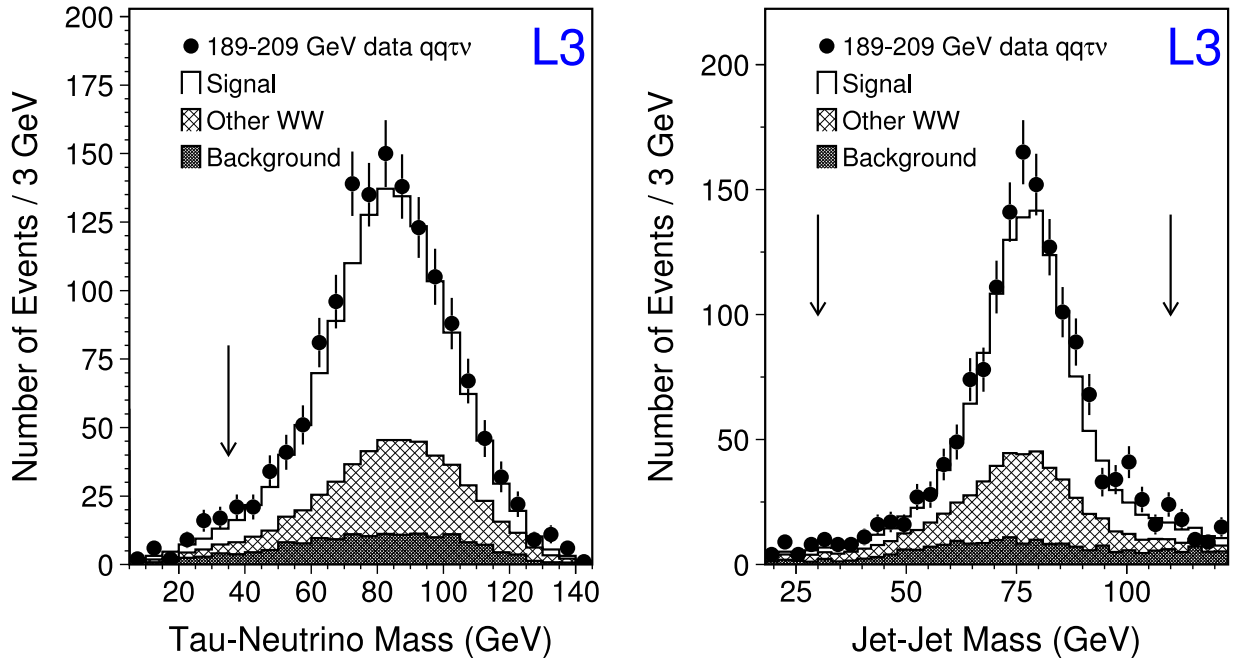 Number of Events / 3 GeV
200
175
150
125
100
75
50
25
0
L3
189-209 GeV data qqτν
Signal
Other WW
Background
20 40 60 80 100 120 140
Tau-Neutrino Mass (GeV)
Number of Events / 3 GeV
200
150
100
50
0
L3
189-209 GeV data qqτν
Signal
Other WW
Background
25 50 75 100
Jet-Jet Mass (GeV)